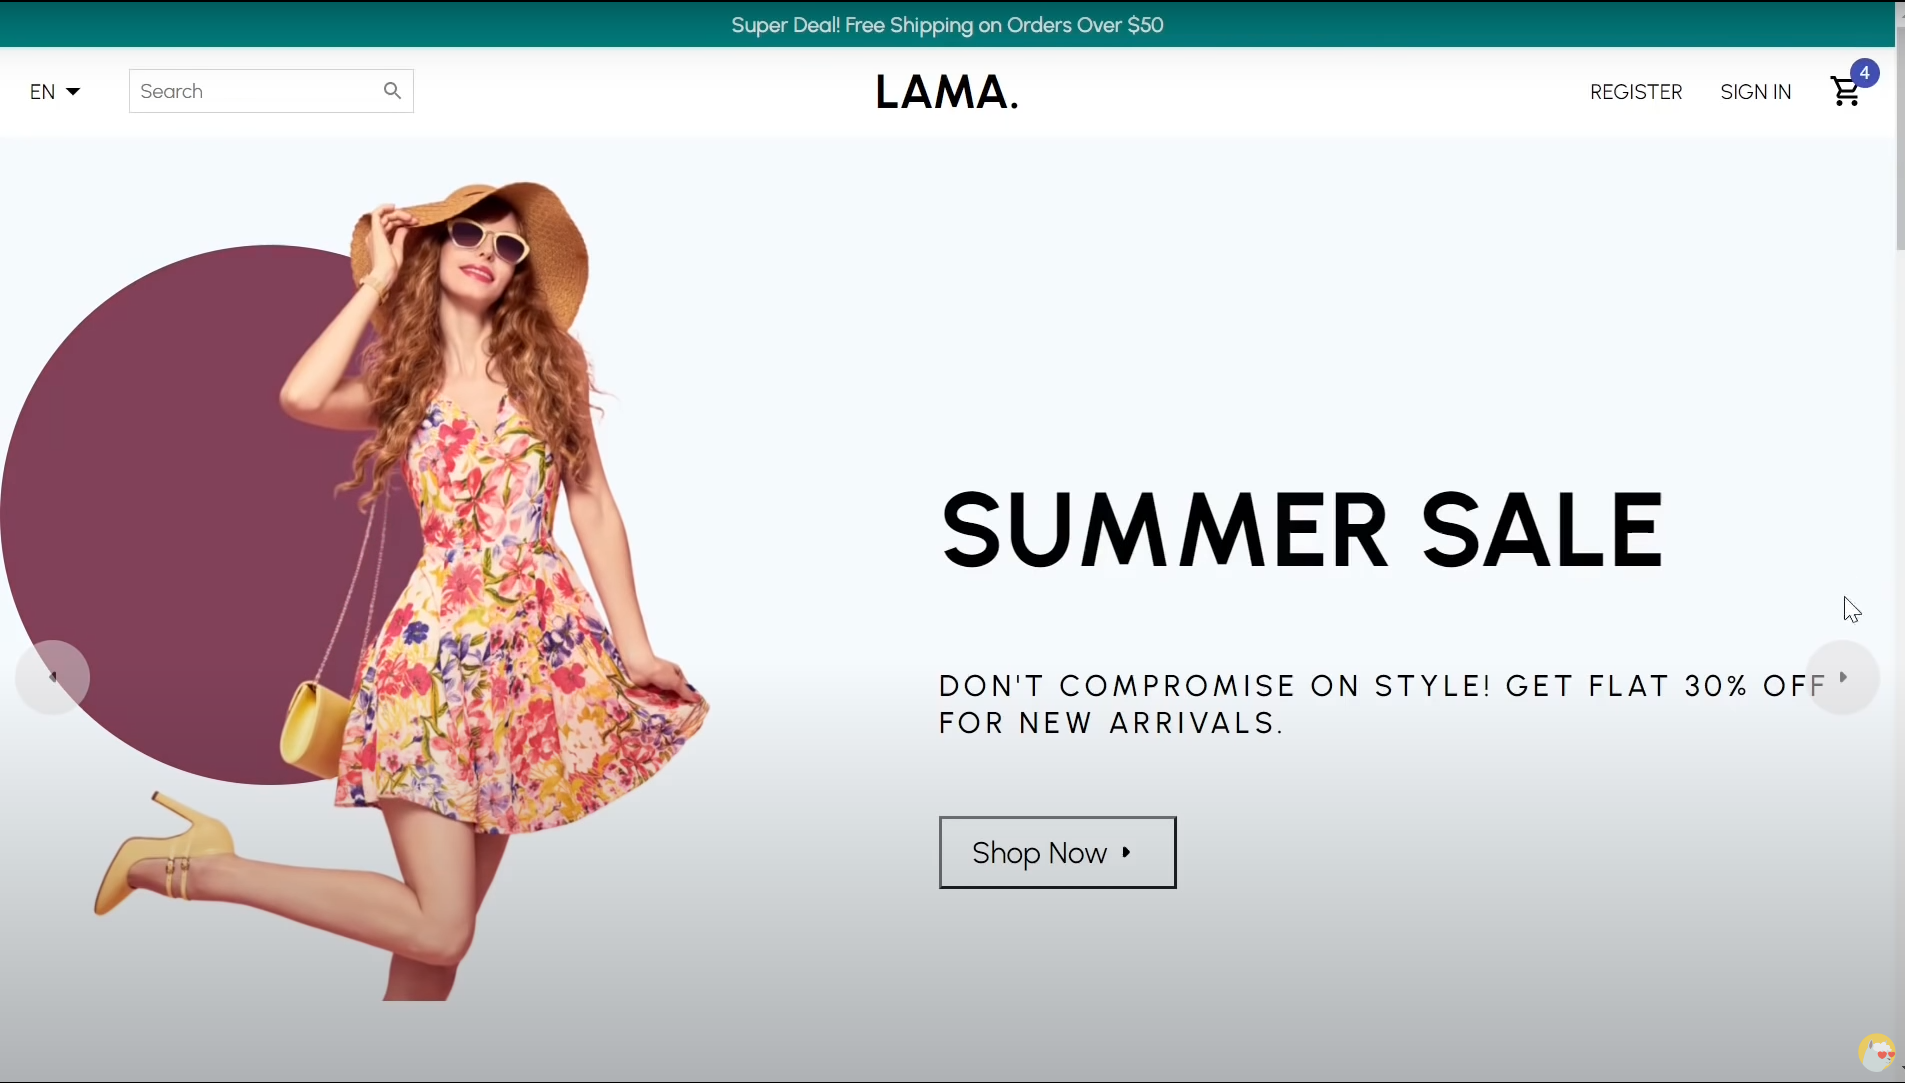 Super Deal! Free Shipping on Orders Over $50
EN
Search
LAMA.
REGISTER
SIGN IN
4
SUMMER SALE
DON'T COMPROMISE ON STYLE! GET FLAT 30% OFF
FOR NEW ARRIVALS.
Shop Now